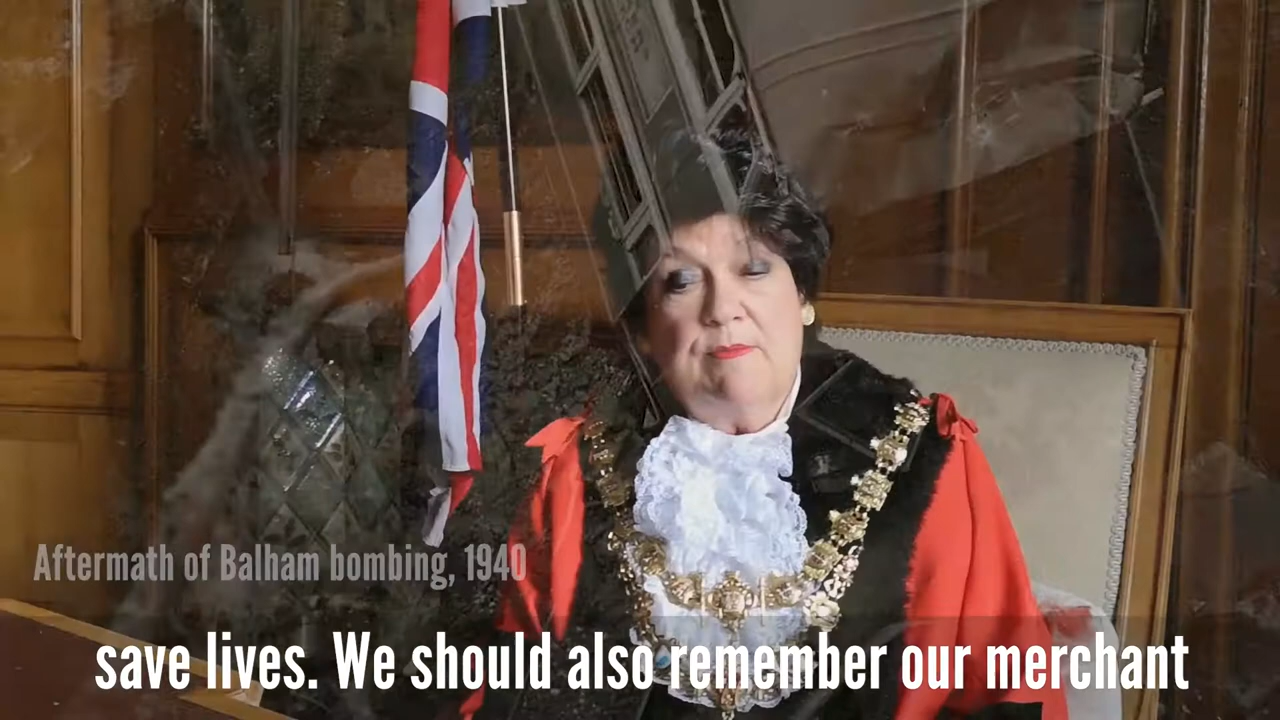 Aftermath of Balham bombing, 1940
save lives. We should also remember our merchant